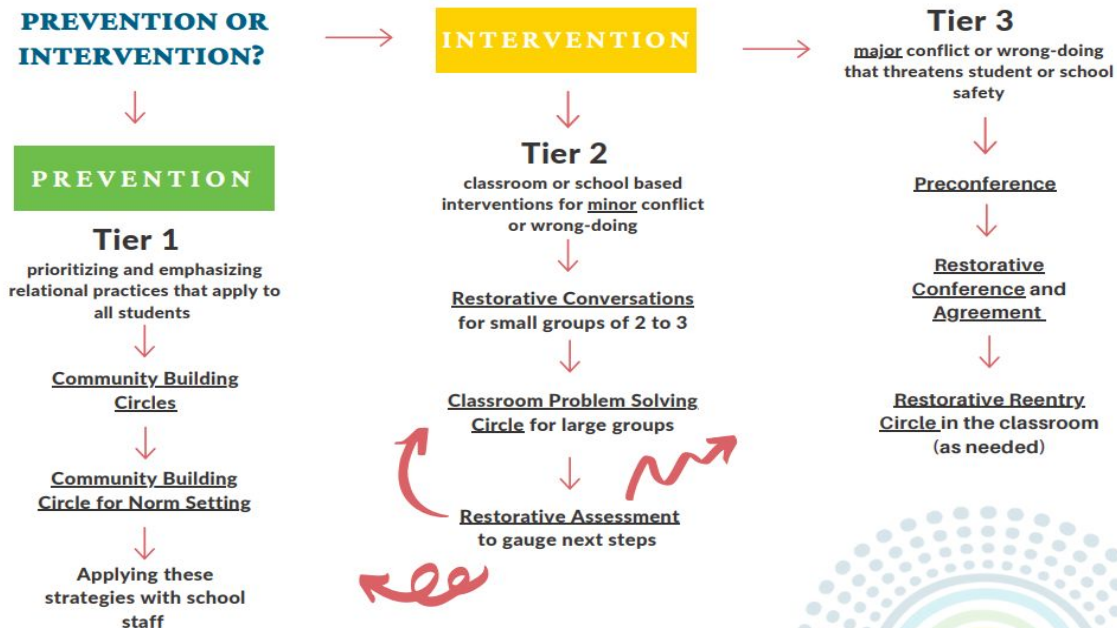 PREVENTION OR
INTERVENTION?
PREVENTION
Tier 1
prioritizing and emphasizing
relational practices that apply to
all students
Community Building
Circles
Community Building
Circle for Norm Setting
Applying these
strategies with school
staff
INTERVENTION
Tier 2
classroom or school based
interventions for minor conflict
or wrong-doing
Restorative Conversations
for small groups of 2 to 3
Classroom Problem Solving
Circle for large groups
Restorative Assessment
to gauge next steps
Tier 3
major conflict or wrong-doing
that threatens student or school
safety
Preconference
Restorative
Conference and
Agreement
Restorative Reentry
Circle in the classroom
(as needed)